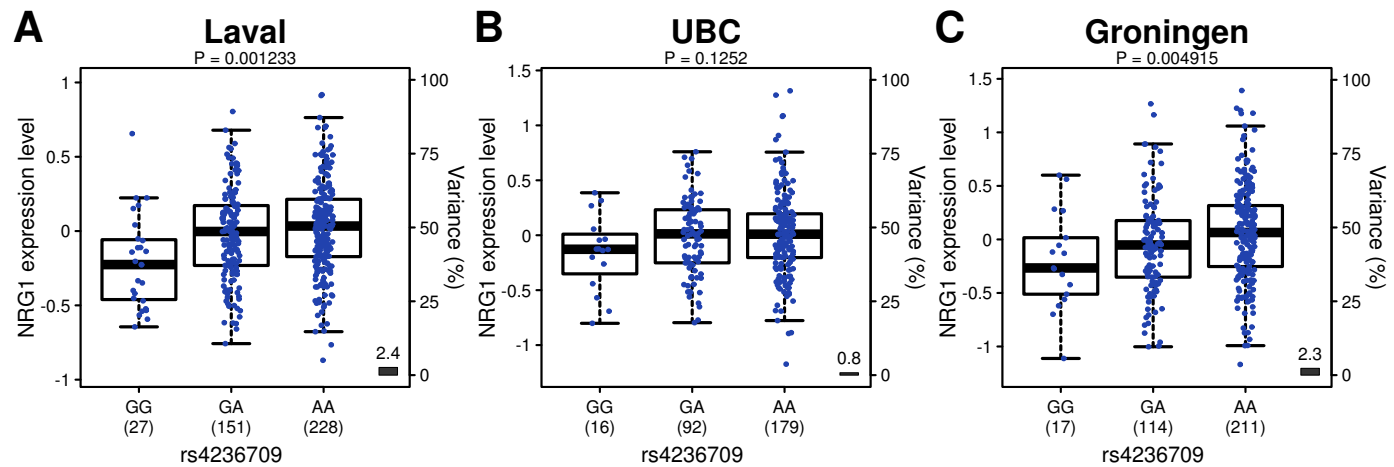 A
Laval
P = 0.001233
NRG1 expression level
1
0.5
0
-0.5
-1
100
75
50
25
0
Variance (%)
2.4
GG
GA
AA
(27)
(151)
(228)
rs4236709
B
UBC
P = 0.1252
NRG1 expression level
1.5
1
0.5
0
-0.5
-1
100
75
50
25
0
Variance (%)
0.8
GG
GA
AA
(16)
(92)
(179)
rs4236709
C
Groningen
P = 0.004915
NRG1 expression level
1.5
1
0.5
0
-0.5
-1
100
75
50
25
0
Variance (%)
2.3
GG
GA
AA
(17)
(114)
(211)
rs4236709